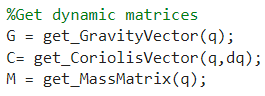 %Get dynamic matrices
G = get_GravityVector(q);
C= get_CoriolisVector(q,dq);
M = get_MassMatrix(q);